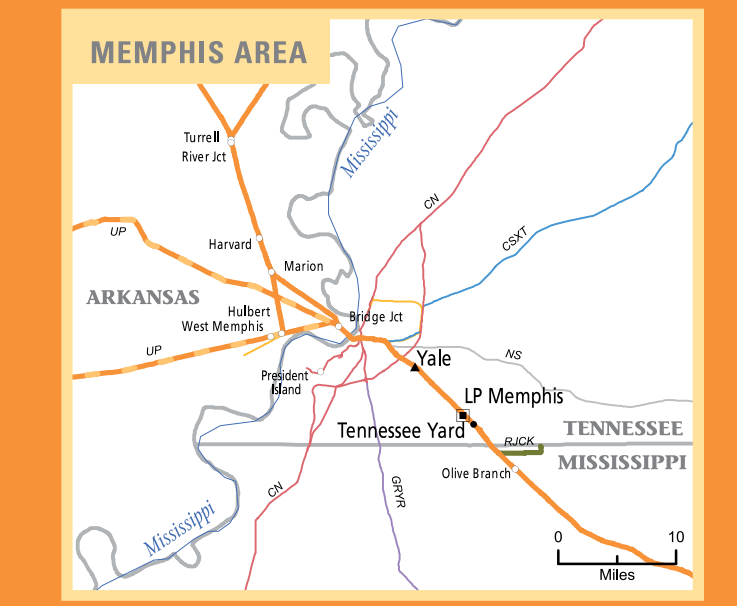 MEMPHIS AREA
Mississippi
Turrell
River Jct
CN
UP
CSXT
Harvard
Marion
ARKANSAS
Hulbert
West Memphis
Bridge Jct
UP
NS
Yale
President
Island
LP Memphis
Tennessee Yard
TENNESSEE
RJCK
MISSISSIPPI
Olive Branch
CN
GRYR
Mississippi
0 10
Miles